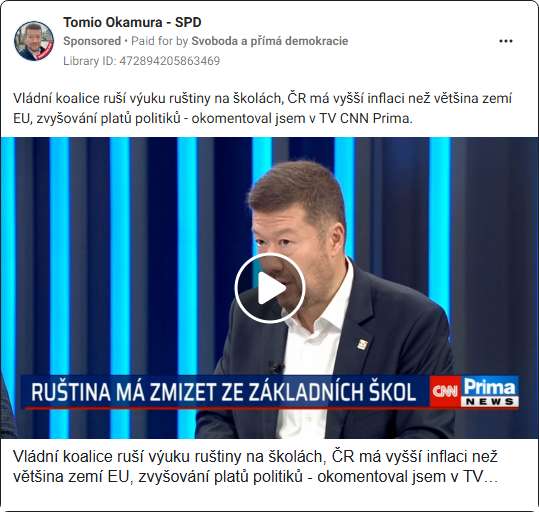 Tomio Okamura - SPD
Sponsored • Paid for by Svoboda a přímá demokracie
Library ID: 472894205863469
Vládní koalice ruší výuku ruštiny na školách, ČR má vyšší inflaci než většina zemí
EU, zvyšování platů politiků - okomentoval jsem v TV CNN Prima.
RUŠTINA MÁ ZMIZET ZE ZÁKLADNÍCH ŠKOL
CNN Prima
NEWS
Vládní koalice ruší výuku ruštiny na školách, ČR má vyšší inflaci než
většina zemí EU, zvyšování platů politiků - okomentoval jsem v TV…